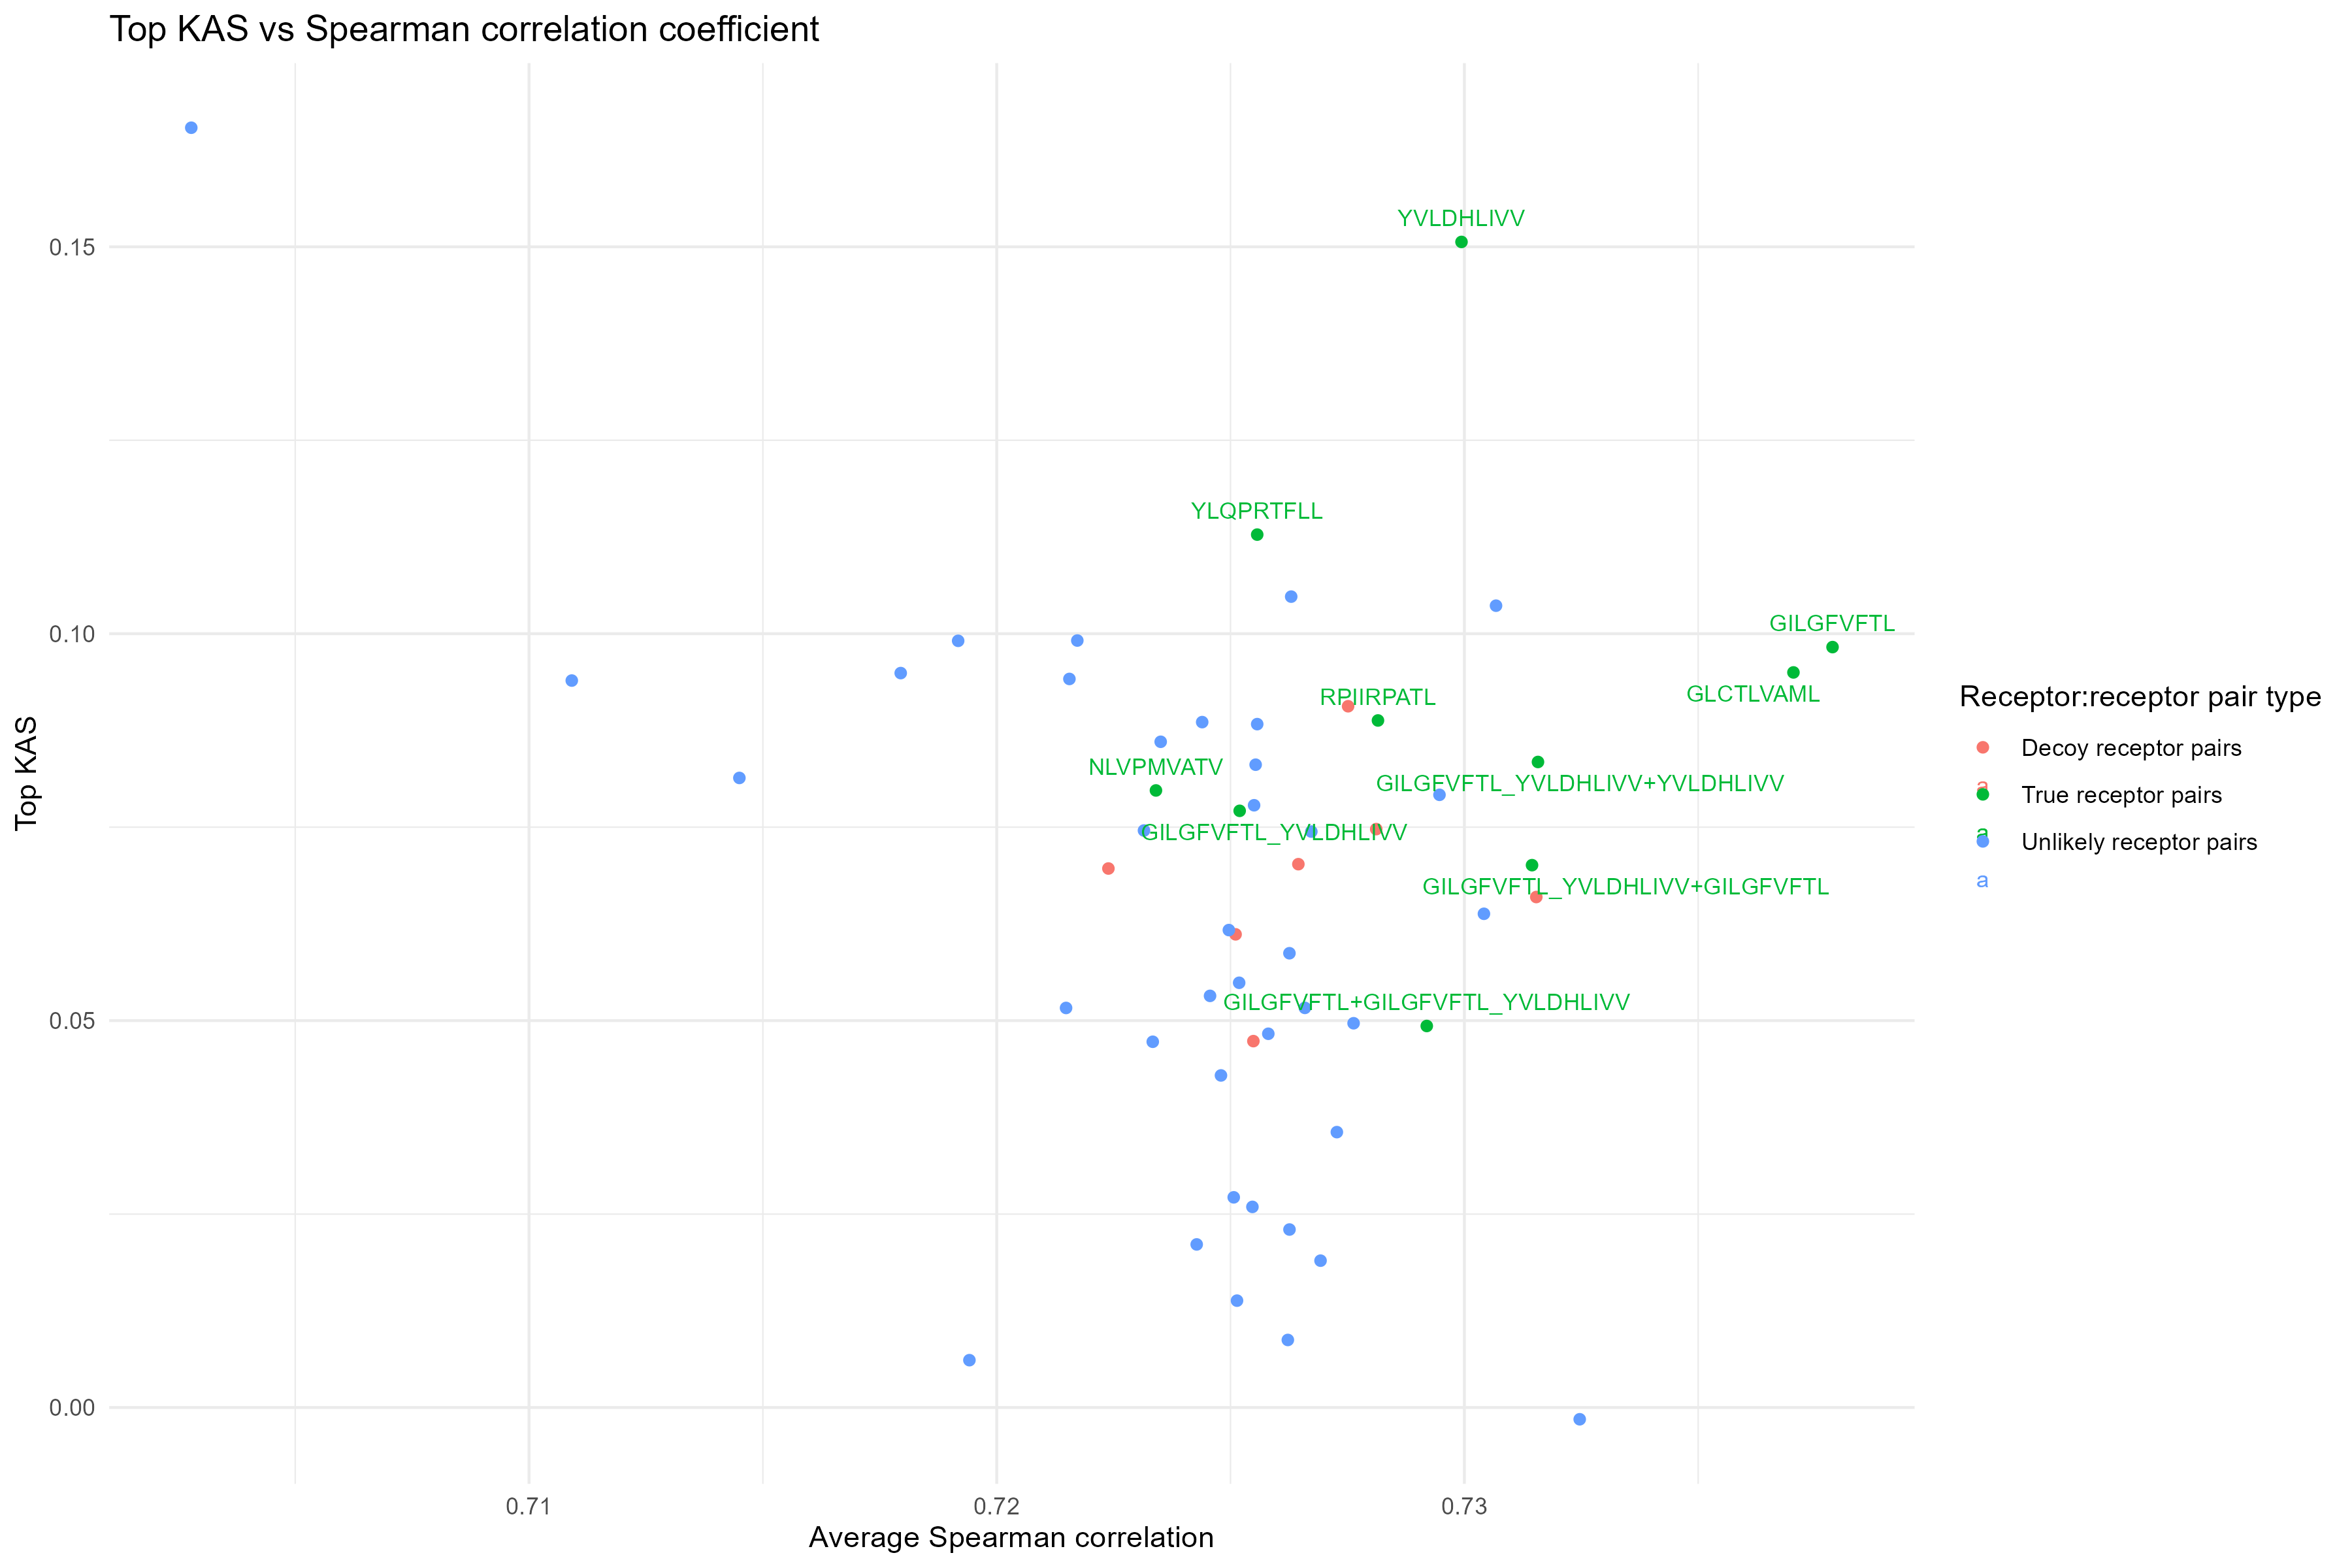 Top KAS vs Spearman correlation coefficient
YVLDHLIVV
0.15
YLQPRTFLL
GILGFVFTL
0.10
GLCTLVAML
RPIIRPATL
NLVPMVATV
GILGFVFTL_YVLDHLIVV+YVLDHLIVV
GILGFVFTL_YVLDHLIVV
GILGFVFTL_YVLDHLIVV+GILGFVFTL
GILGFVFTL+GILGFVFTL_YVLDHLIVV
0.05
0.00
Top KAS
0.71
0.72
0.73
Average Spearman correlation
Receptor:receptor pair type
Decoy receptor pairs
a
True receptor pairs
a
Unlikely receptor pairs
a